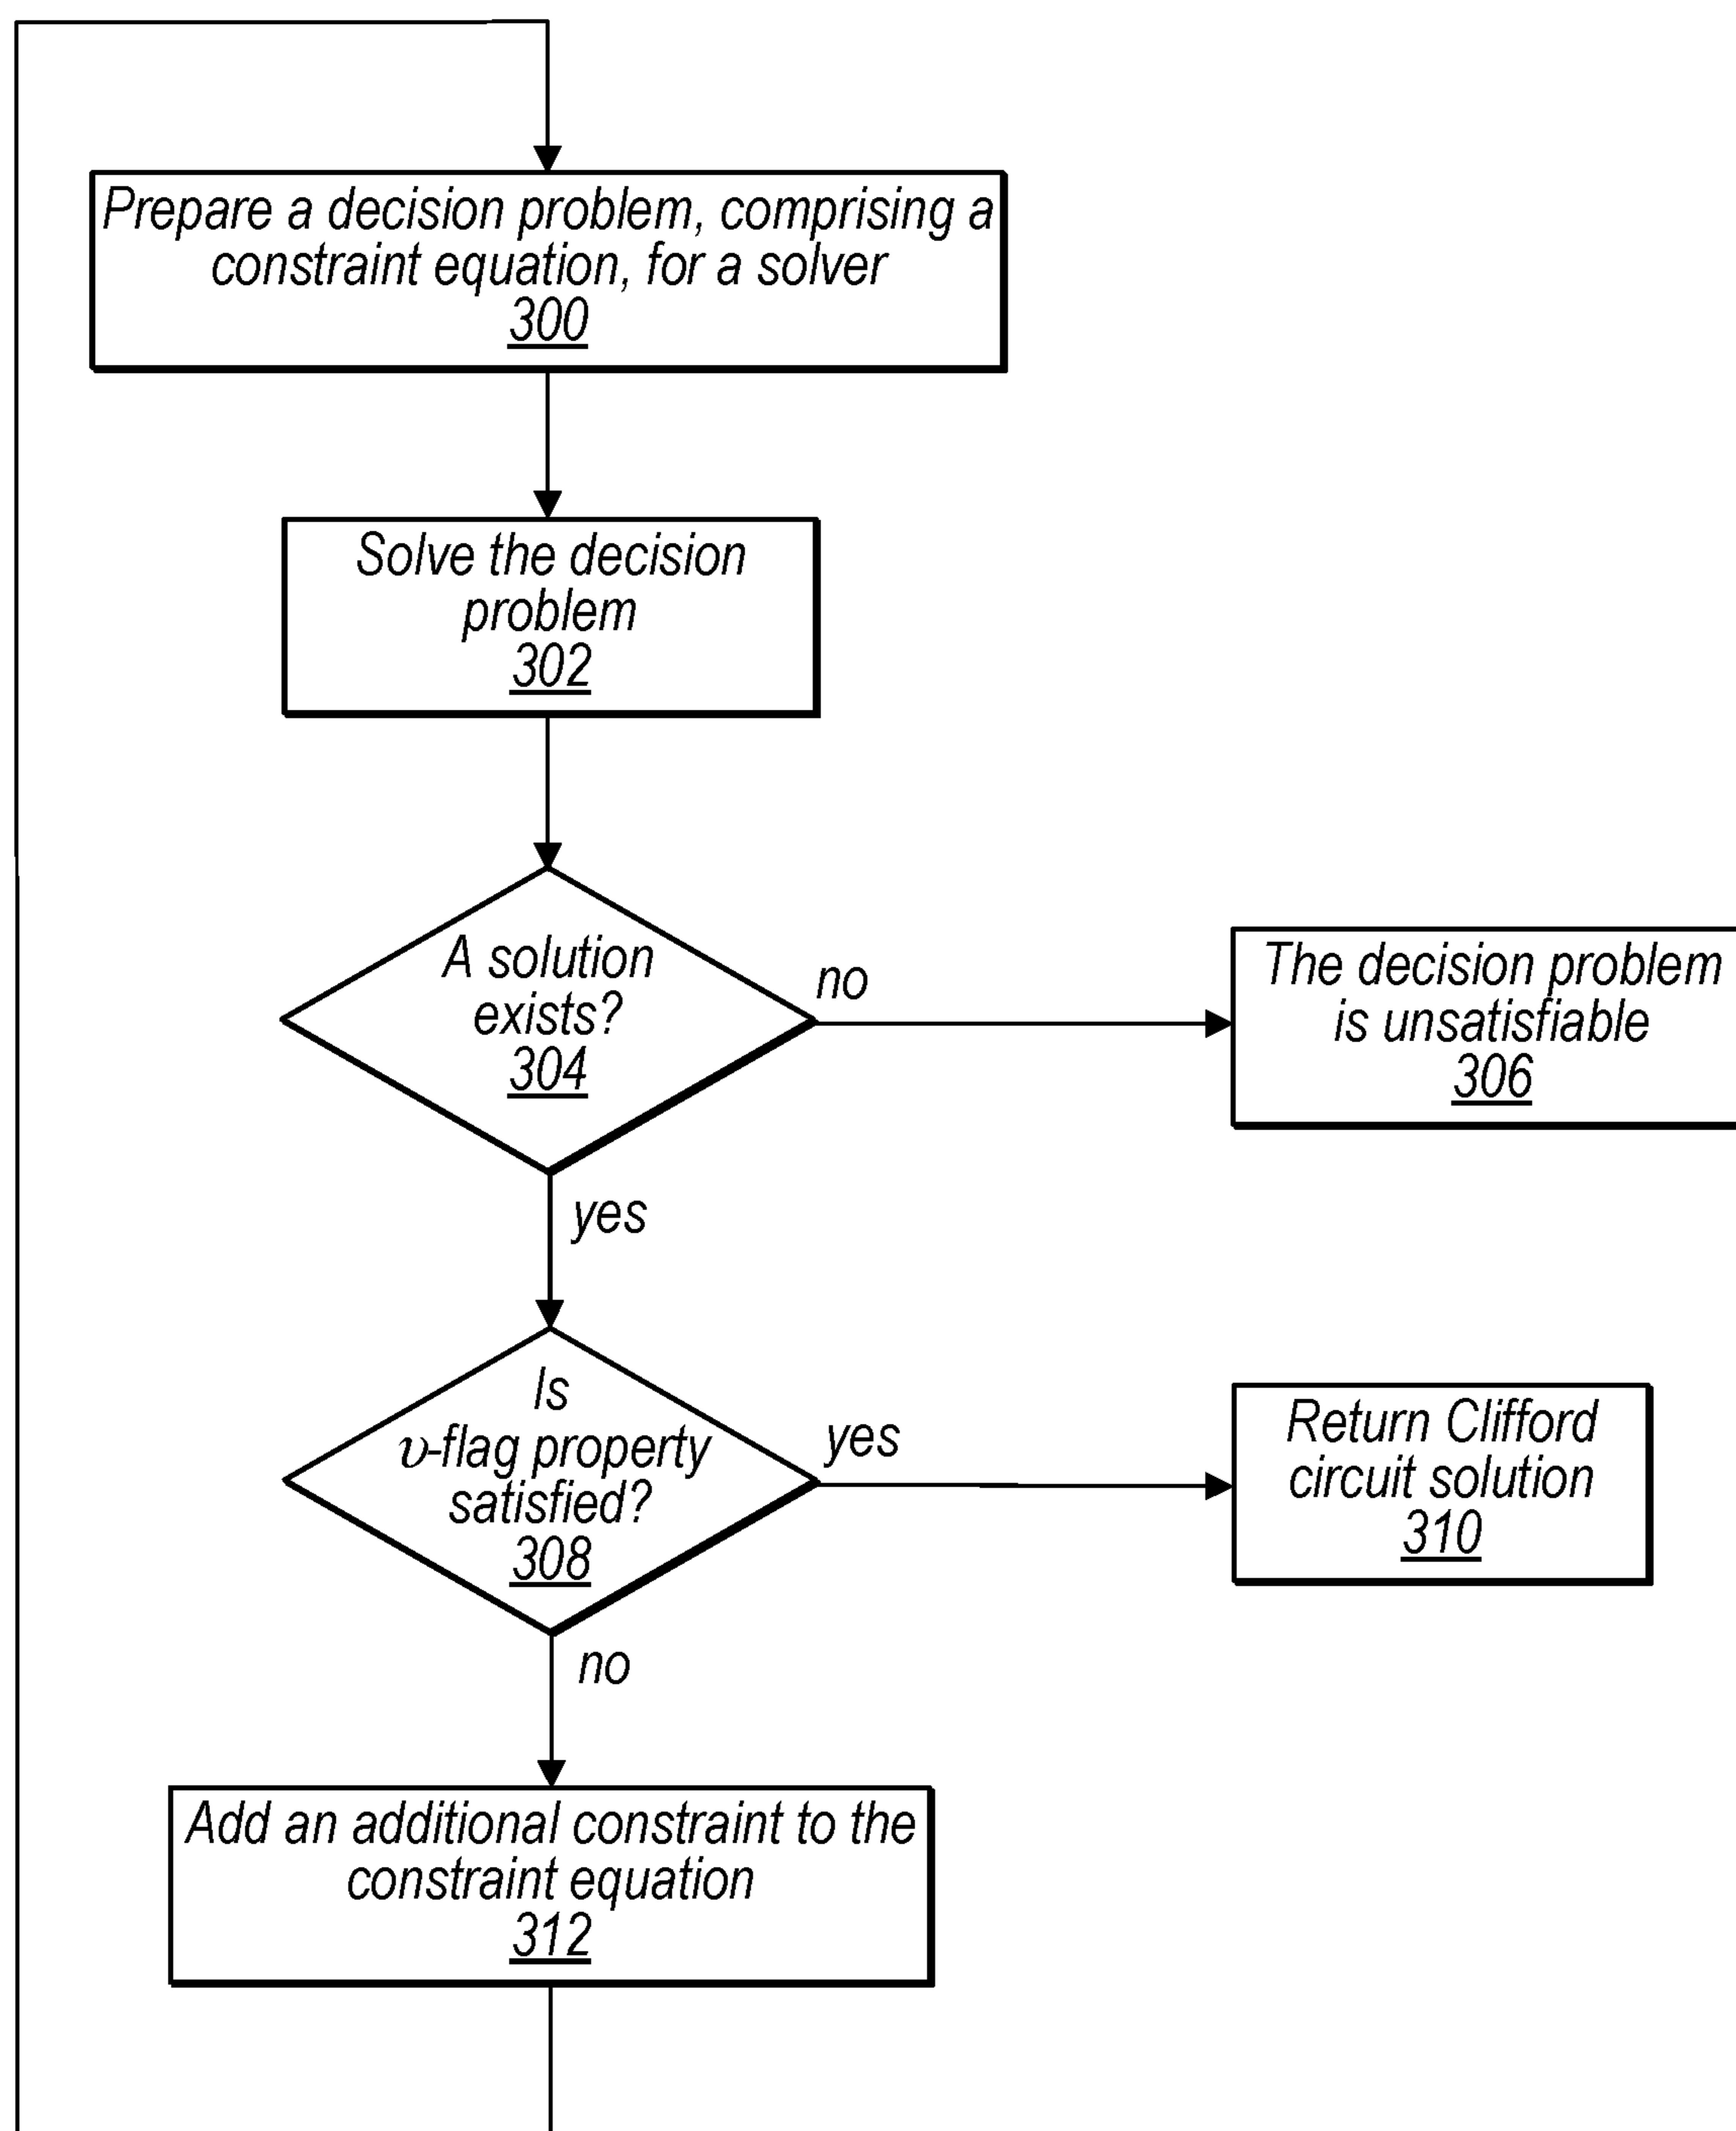 Prepare a decision problem, comprising a
constraint equation, for a solver
300
Solve the decision
problem
302
A solution
exists?
304
no
The decision problem
is unsatisfiable
306
yes
Is
υ-flag property
satisfied?
308
yes
Return Clifford
circuit solution
310
no
Add an additional constraint to the
constraint equation
312